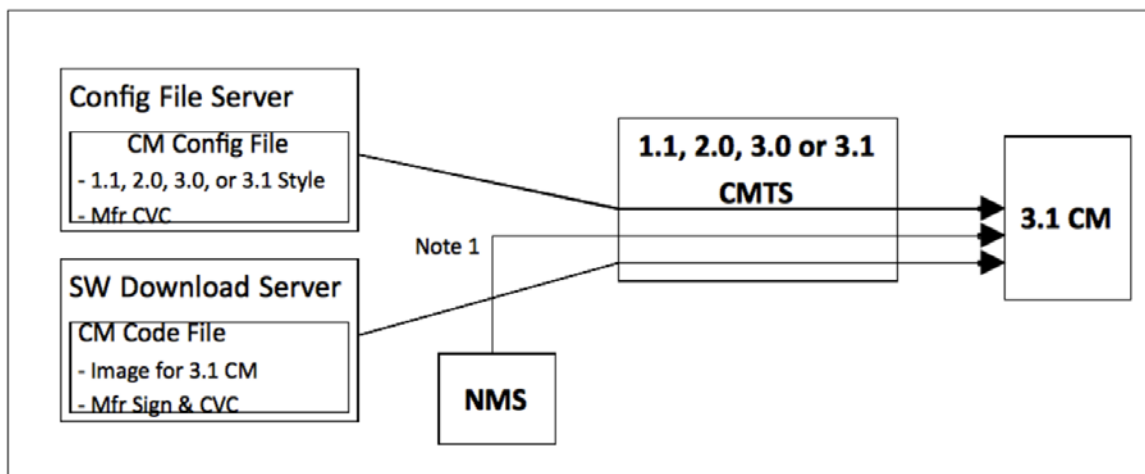 Config File Server
CM Config File
- 1.1, 2.0, 3.0, or 3.1 Style
- Mfr CVC
SW Download Server
CM Code File
- Image for 3.1 CM
- Mfr Sign & CVC
Note 1
NMS
1.1, 2.0, 3.0 or 3.1
CMTS
3.1 CM